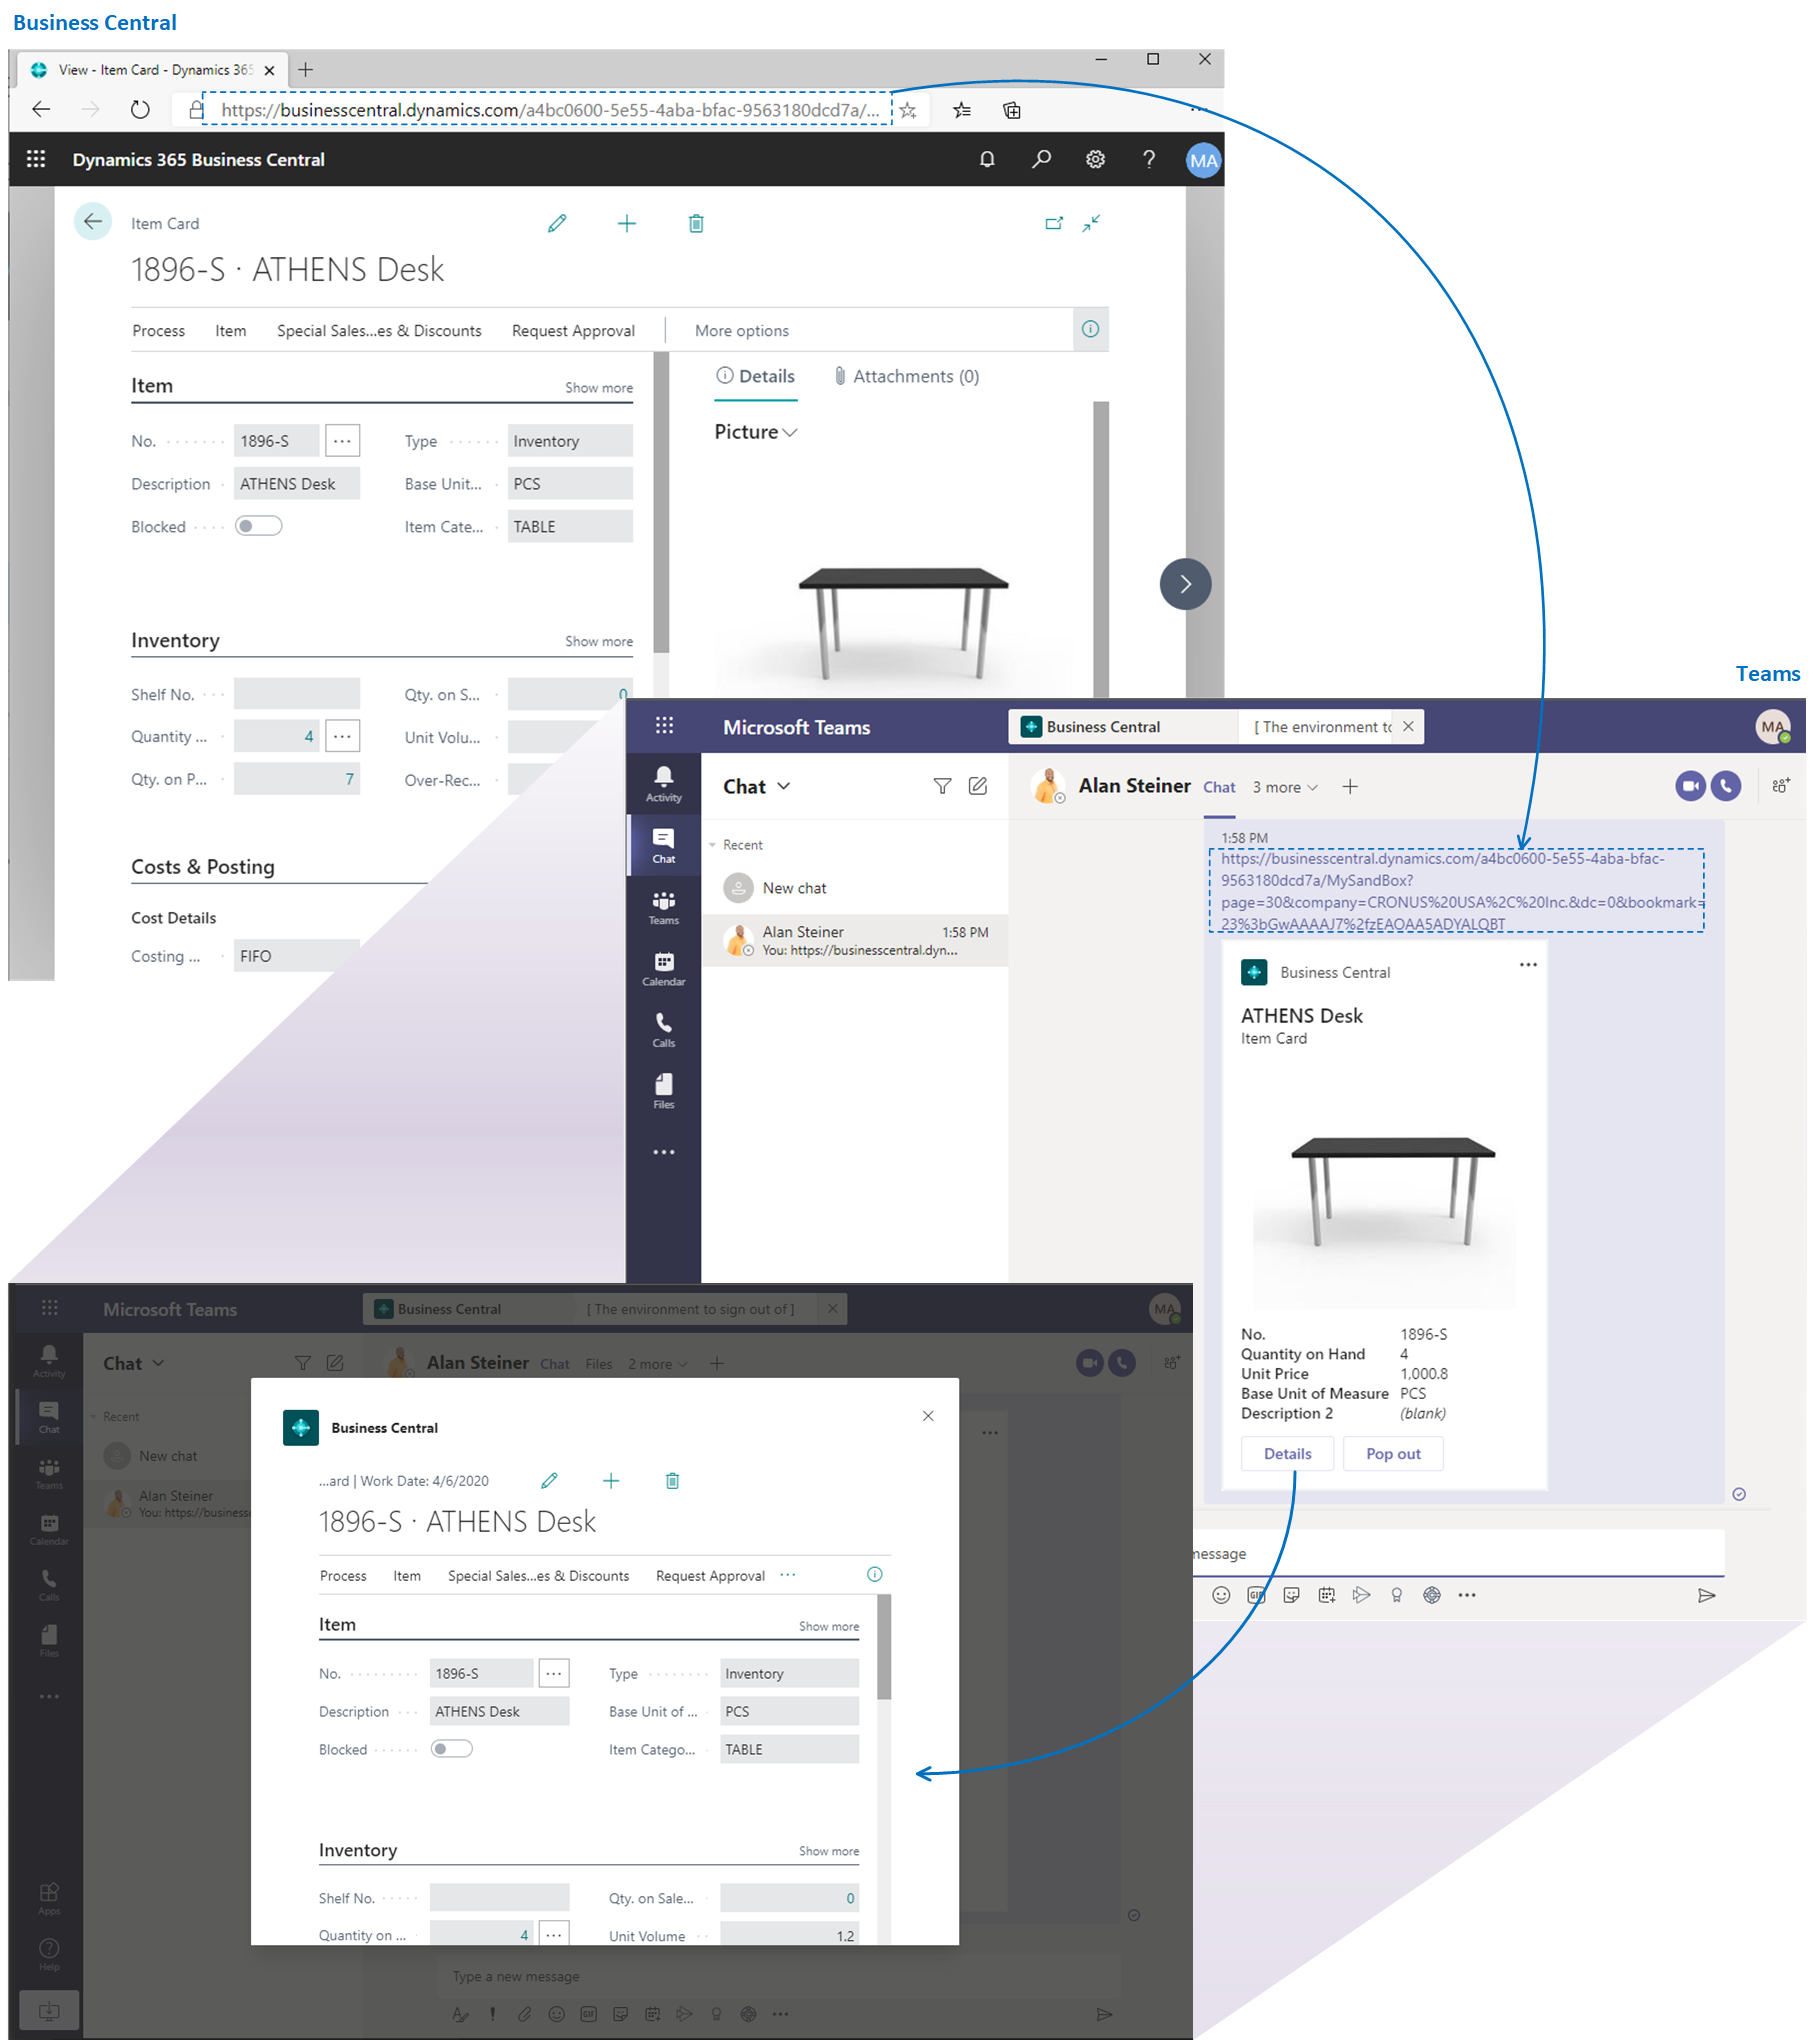 Business Central
View - Item Card - Dynamics 365
https://businesscentral.dynamics.com/a4bc0600-5e55-4aba-bfac-9563180dcd7a/...
Dynamics 365 Business Central
MA
Item Card
1896-S · ATHENS Desk
Process Item Special Sales...es & Discounts Request Approval More options
Details Attachments (0)
Item Show more
Picture
No. 1896-S ... Type Inventory
Description ATHENS Desk Base Unit... PCS
Blocked Item Cate... TABLE
Inventory Show more
Shelf No. Qty. on S... 0
Quantity ... 4 ... Unit Volu...
Qty. on P... 7 Over-Rec...
Costs & Posting
Cost Details
Costing ... FIFO
Teams
Microsoft Teams Business Central [ The environment to MA
Activity
Chat
Teams
Calendar
Calls
Files
...
Chat
Recent
New chat
Alan Steiner 1:58 PM
You: https://businesscentral.dyn...
Alan Steiner Chat 3 more
1:58 PM
https://businesscentral.dynamics.com/a4bc0600-5e55-4aba-bfac-
9563180dcd7a/MySandBox?
page=30&company=CRONUS%20USA%2C%20Inc.&dc=0&bookmark=
23%3bGwAAAAJ7%2fzEAOAA5ADYALQBT
Business Central ...
ATHENS Desk
Item Card
No. 1896-S
Quantity on Hand 4
Unit Price 1,000.8
Base Unit of Measure PCS
Description 2 (blank)
Details Pop out
message
GIF ...
Microsoft Teams Business Central [ The environment to sign out of ] MA
Activity
Chat
Teams
Calendar
Calls
Files
...
Apps
Help
Chat
Recent
New chat
Alan Steiner
You: https://business
Alan Steiner Chat Files 2 more
...
Business Central
...ard | Work Date: 4/6/2020
1896-S · ATHENS Desk
Process Item Special Sales...es & Discounts Request Approval ...
Item Show more
No. 1896-S ... Type Inventory
Description ATHENS Desk Base Unit of ... PCS
Blocked Item Catego... TABLE
Inventory Show more
Shelf No. Qty. on Sale... 0
Quantity on ... 4 ... Unit Volume 1.2
Type a new message
GIF ...